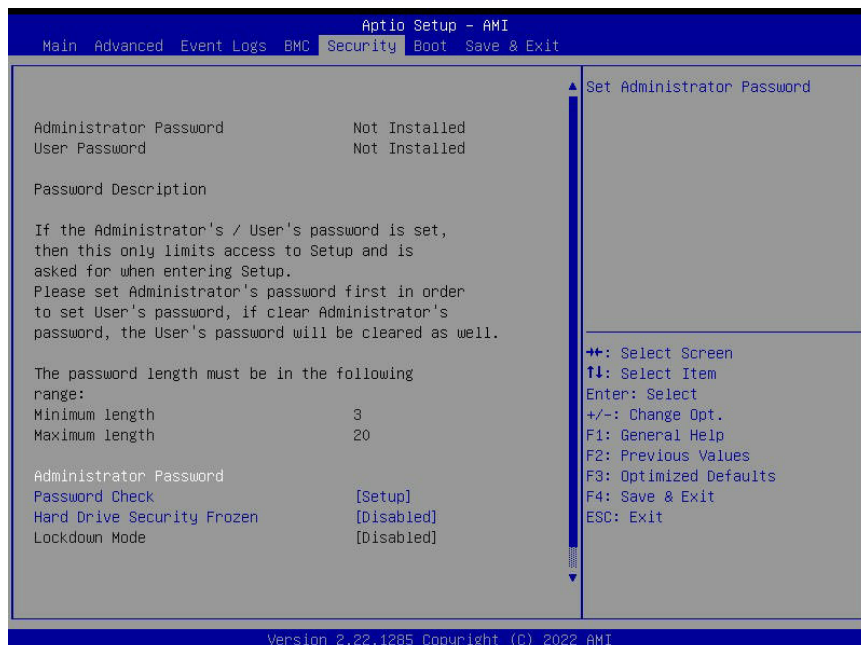 Aptio Setup - AMI
Main Advanced Event Logs BMC Security Boot Save & Exit
Set Administrator Password
Administrator Password Not Installed
User Password Not Installed
Password Description
If the Administrator's / User's password is set,
then this only limits access to Setup and is
asked for when entering Setup.
Please set Administrator's password first in order
to set User's password, if clear Administrator's
password, the User's password will be cleared as well.
The password length must be in the following
range:
Minimum length 3
Maximum length 20
Administrator Password
Password Check [Setup]
Hard Drive Security Frozen [Disabled]
Lockdown Mode [Disabled]
→←: Select Screen
↑↓: Select Item
Enter: Select
+/-: Change Opt.
F1: General Help
F2: Previous Values
F3: Optimized Defaults
F4: Save & Exit
ESC: Exit
Version 2.22.1285 Copyright (C) 2022 AMI